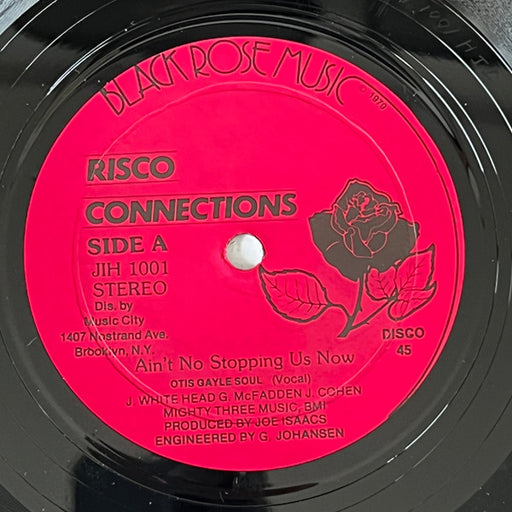 BLACK ROSE MUSIC
© 1979
RISCO
CONNECTIONS
SIDE A
JIH 1001
STEREO
Dis. by
Music City
1407 Nostrand Ave.
Brooklyn, N.Y.
DISCO
45
Ain't No Stopping Us Now
OTIS GAYLE SOUL (Vocal)
J. WHITE HEAD G. McFADDEN J. COHEN
MIGHTY THREE MUSIC, BMI
PRODUCED BY JOE ISAACS
ENGINEERED BY G. JOHANSEN